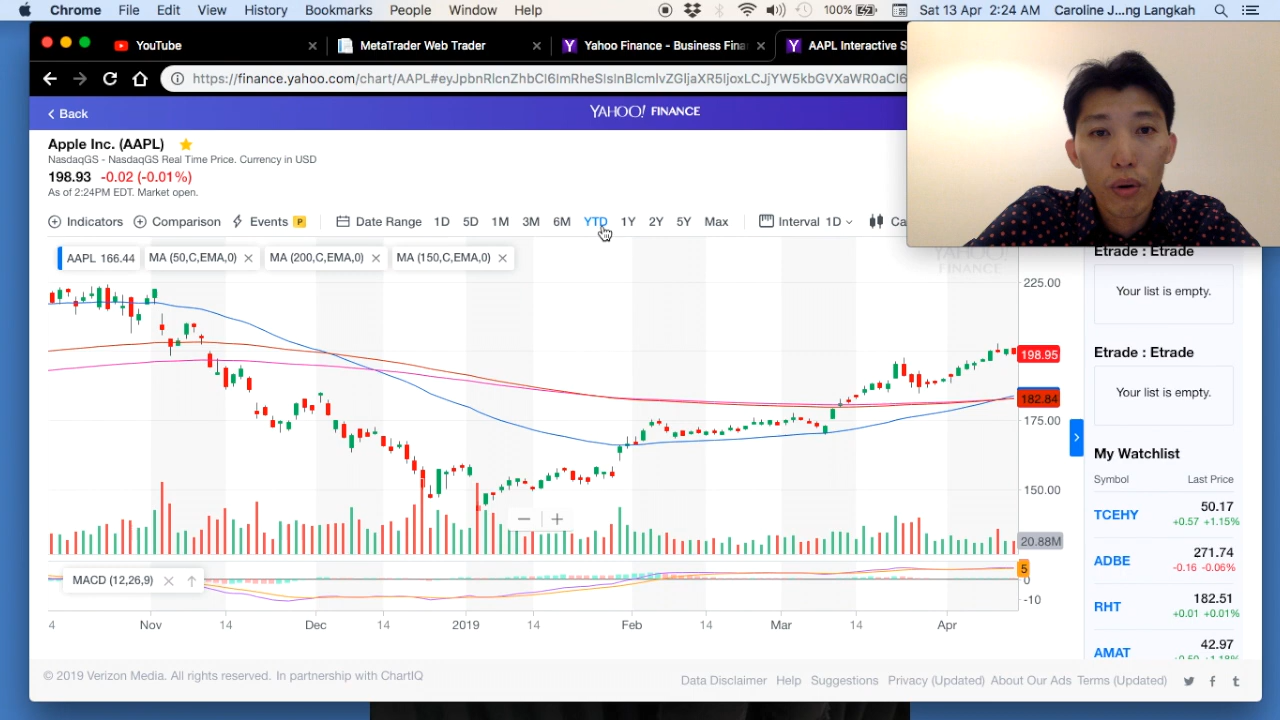 Chrome File Edit View History Bookmarks People Window Help 100% Sat 13 Apr 2:24 AM Caroline J...ng Langkah
YouTube MetaTrader Web Trader Yahoo Finance - Business Fina AAPL Interactive S
https://finance.yahoo.com/chart/AAPL#
Back YAHOO! FINANCE
Apple Inc. (AAPL)
NasdaqGS - NasdaqGS Real Time Price. Currency in USD
198.93 -0.02 (-0.01%)
As of 2:24PM EDT. Market open.
Indicators Comparison Events P Date Range 1D 5D 1M 3M 6M YTD 1Y 2Y 5Y Max Interval 1D Ca
AAPL 166.44 MA (50,C,EMA,0) MA (200,C,EMA,0) MA (150,C,EMA,0)
YAHOO!
FINANCE
225.00
198.95
182.84
175.00
150.00
20.88M
MACD (12,26,9)
5
0
-10
4 Nov 14 Dec 14 2019 14 Feb 14 Mar 14 Apr
Etrade : Etrade
Your list is empty.
Etrade : Etrade
Your list is empty.
My Watchlist
Symbol Last Price
TCEHY 50.17
+0.57 +1.15%
ADBE 271.74
-0.16 -0.06%
RHT 182.51
+0.01 +0.01%
AMAT 42.97
© 2019 Verizon Media. All rights reserved. In partnership with ChartIQ
Data Disclaimer Help Suggestions Privacy (Updated) About Our Ads Terms (Updated)